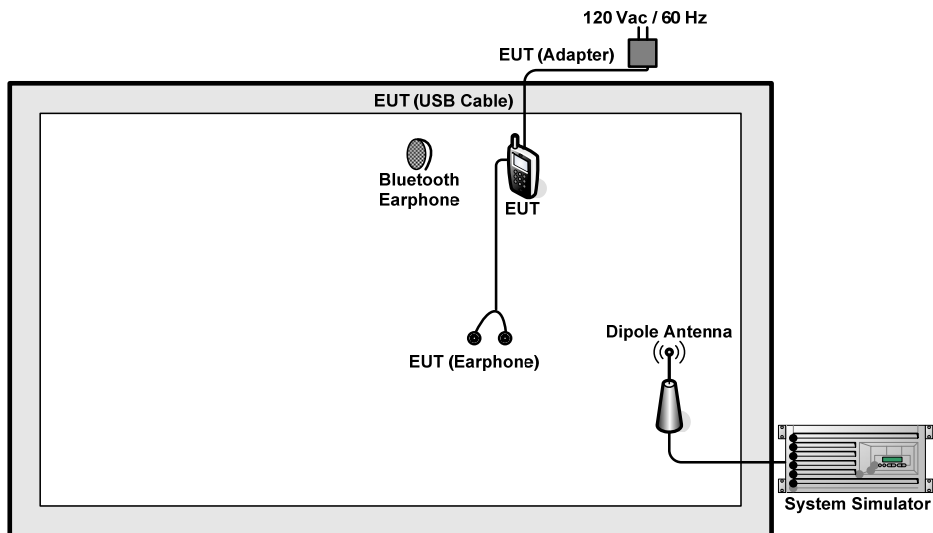 120 Vac / 60 Hz
EUT (Adapter)
EUT (USB Cable)
Bluetooth
Earphone
EUT
EUT (Earphone)
Dipole Antenna
System Simulator